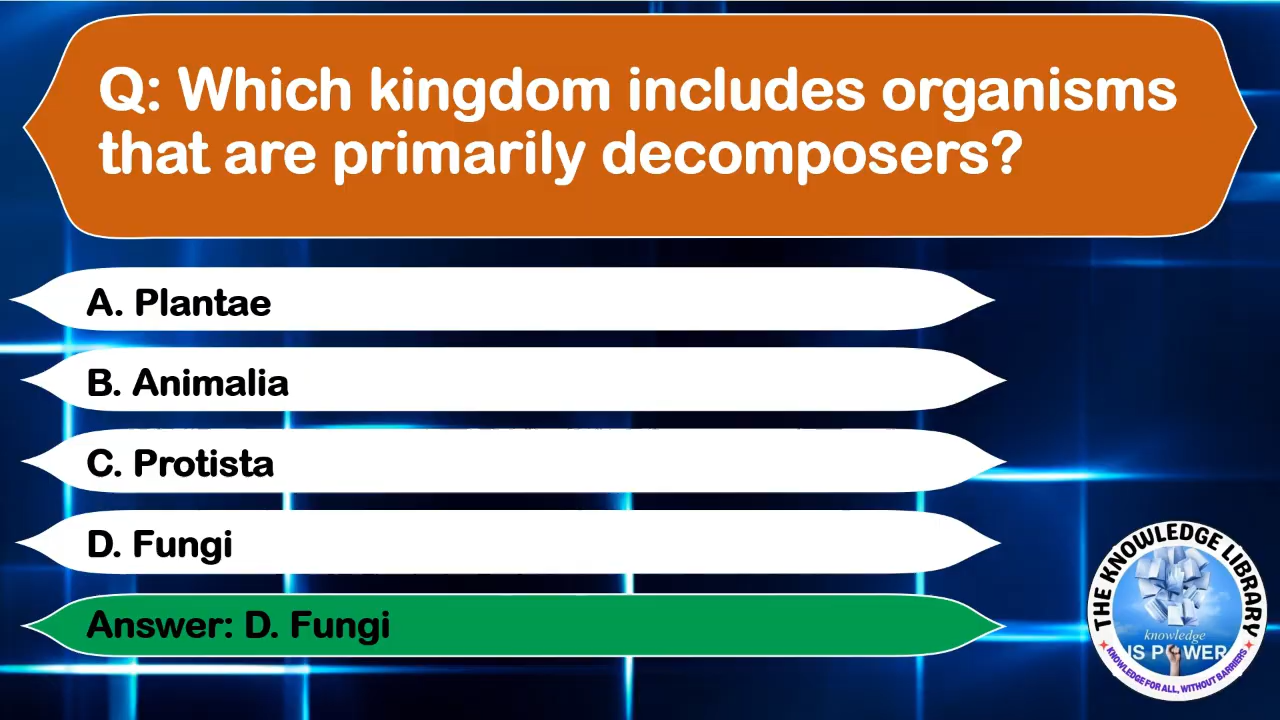 Q: Which kingdom includes organisms
that are primarily decomposers?
A. Plantae
B. Animalia
C. Protista
D. Fungi
Answer: D. Fungi
THE KNOWLEDGE LIBRARY
knowledge
IS POWER
KNOWLEDGE FOR ALL, WITHOUT BARRIERS